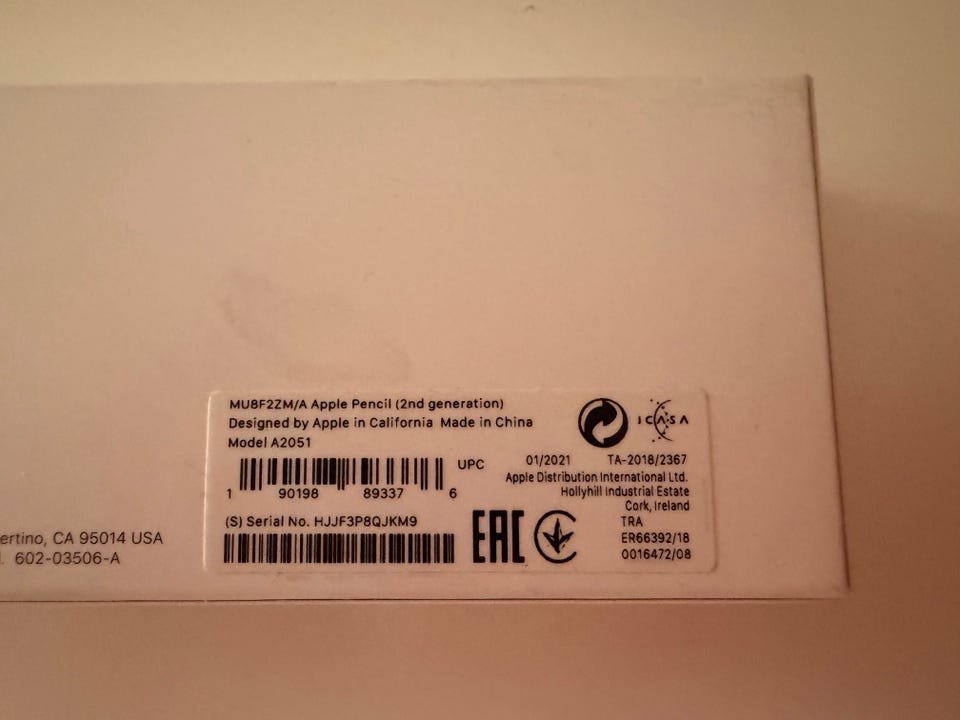 MU8F2ZM/A Apple Pencil (2nd generation)
Designed by Apple in California Made in China
Model A2051
UPC
1 90198 89337 6
(S) Serial No. HJJF3P8QJKM9
ICASA
01/2021 TA-2018/2367
Apple Distribution International Ltd.
Hollyhill Industrial Estate
Cork, Ireland
EAC
TRA
ER66392/18
0016472/08
ertino, CA 95014 USA
602-03506-A